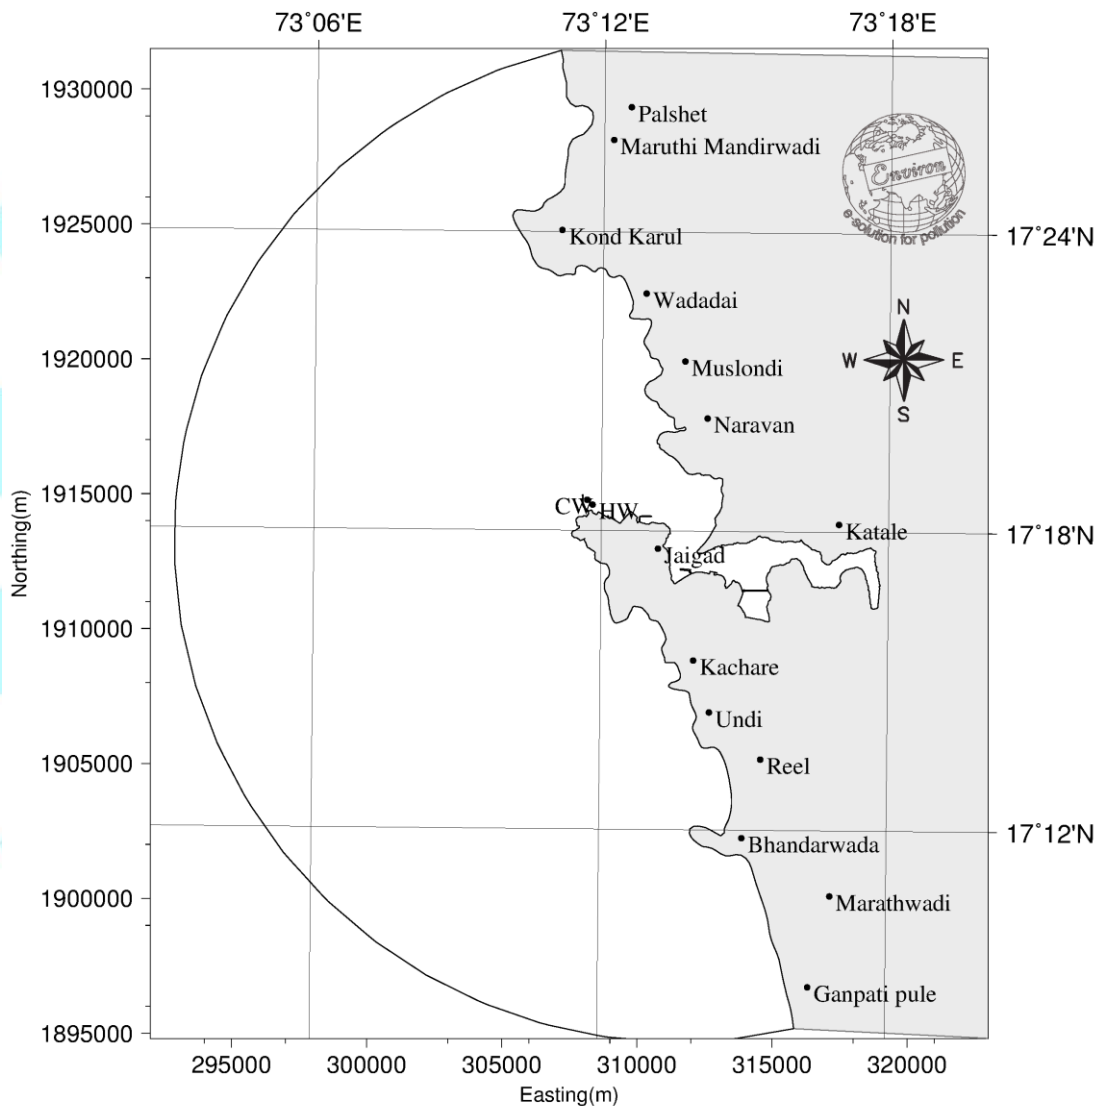 73°06'E 73°12'E 73°18'E
1930000
Palshet
Maruthi Mandirwadi
Environ
e-solution for pollution
1925000
Kond Karul
17°24'N
Wadadai
N
W E
S
1920000
Muslondi
Naravan
1915000
CW HW
Katale
17°18'N
Jaigad
Northing(m)
1910000
Kachare
Undi
1905000
Reel
17°12'N
Bhandarwada
1900000
Marathwadi
Ganpati pule
1895000
295000 300000 305000 310000 315000 320000
Easting(m)